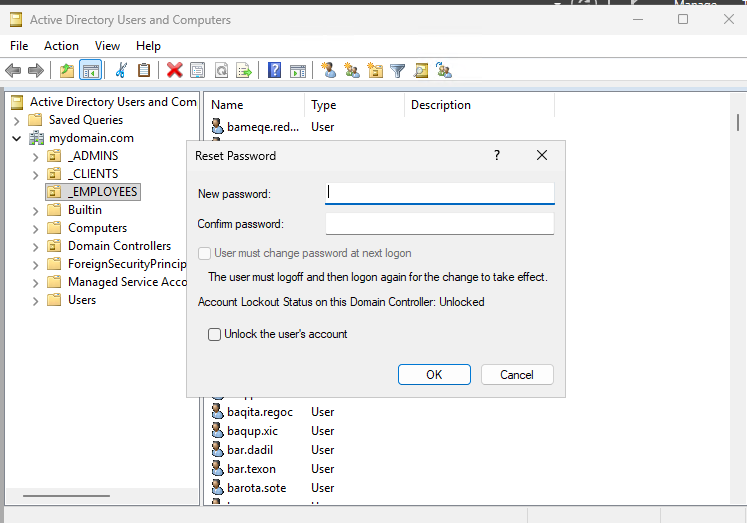 Manage
Active Directory Users and Computers
File Action View Help
Active Directory Users and Com
Saved Queries
mydomain.com
_ADMINS
_CLIENTS
_EMPLOYEES
Builtin
Computers
Domain Controllers
ForeignSecurityPrincip
Managed Service Acco
Users
Name Type Description
bameqe.red... User
Reset Password
?
New password:
Confirm password:
User must change password at next logon
The user must logoff and then logon again for the change to take effect.
Account Lockout Status on this Domain Controller: Unlocked
Unlock the user's account
OK Cancel
baqita.regoc User
baqup.xic User
bar.dadil User
bar.texon User
barota.sote User